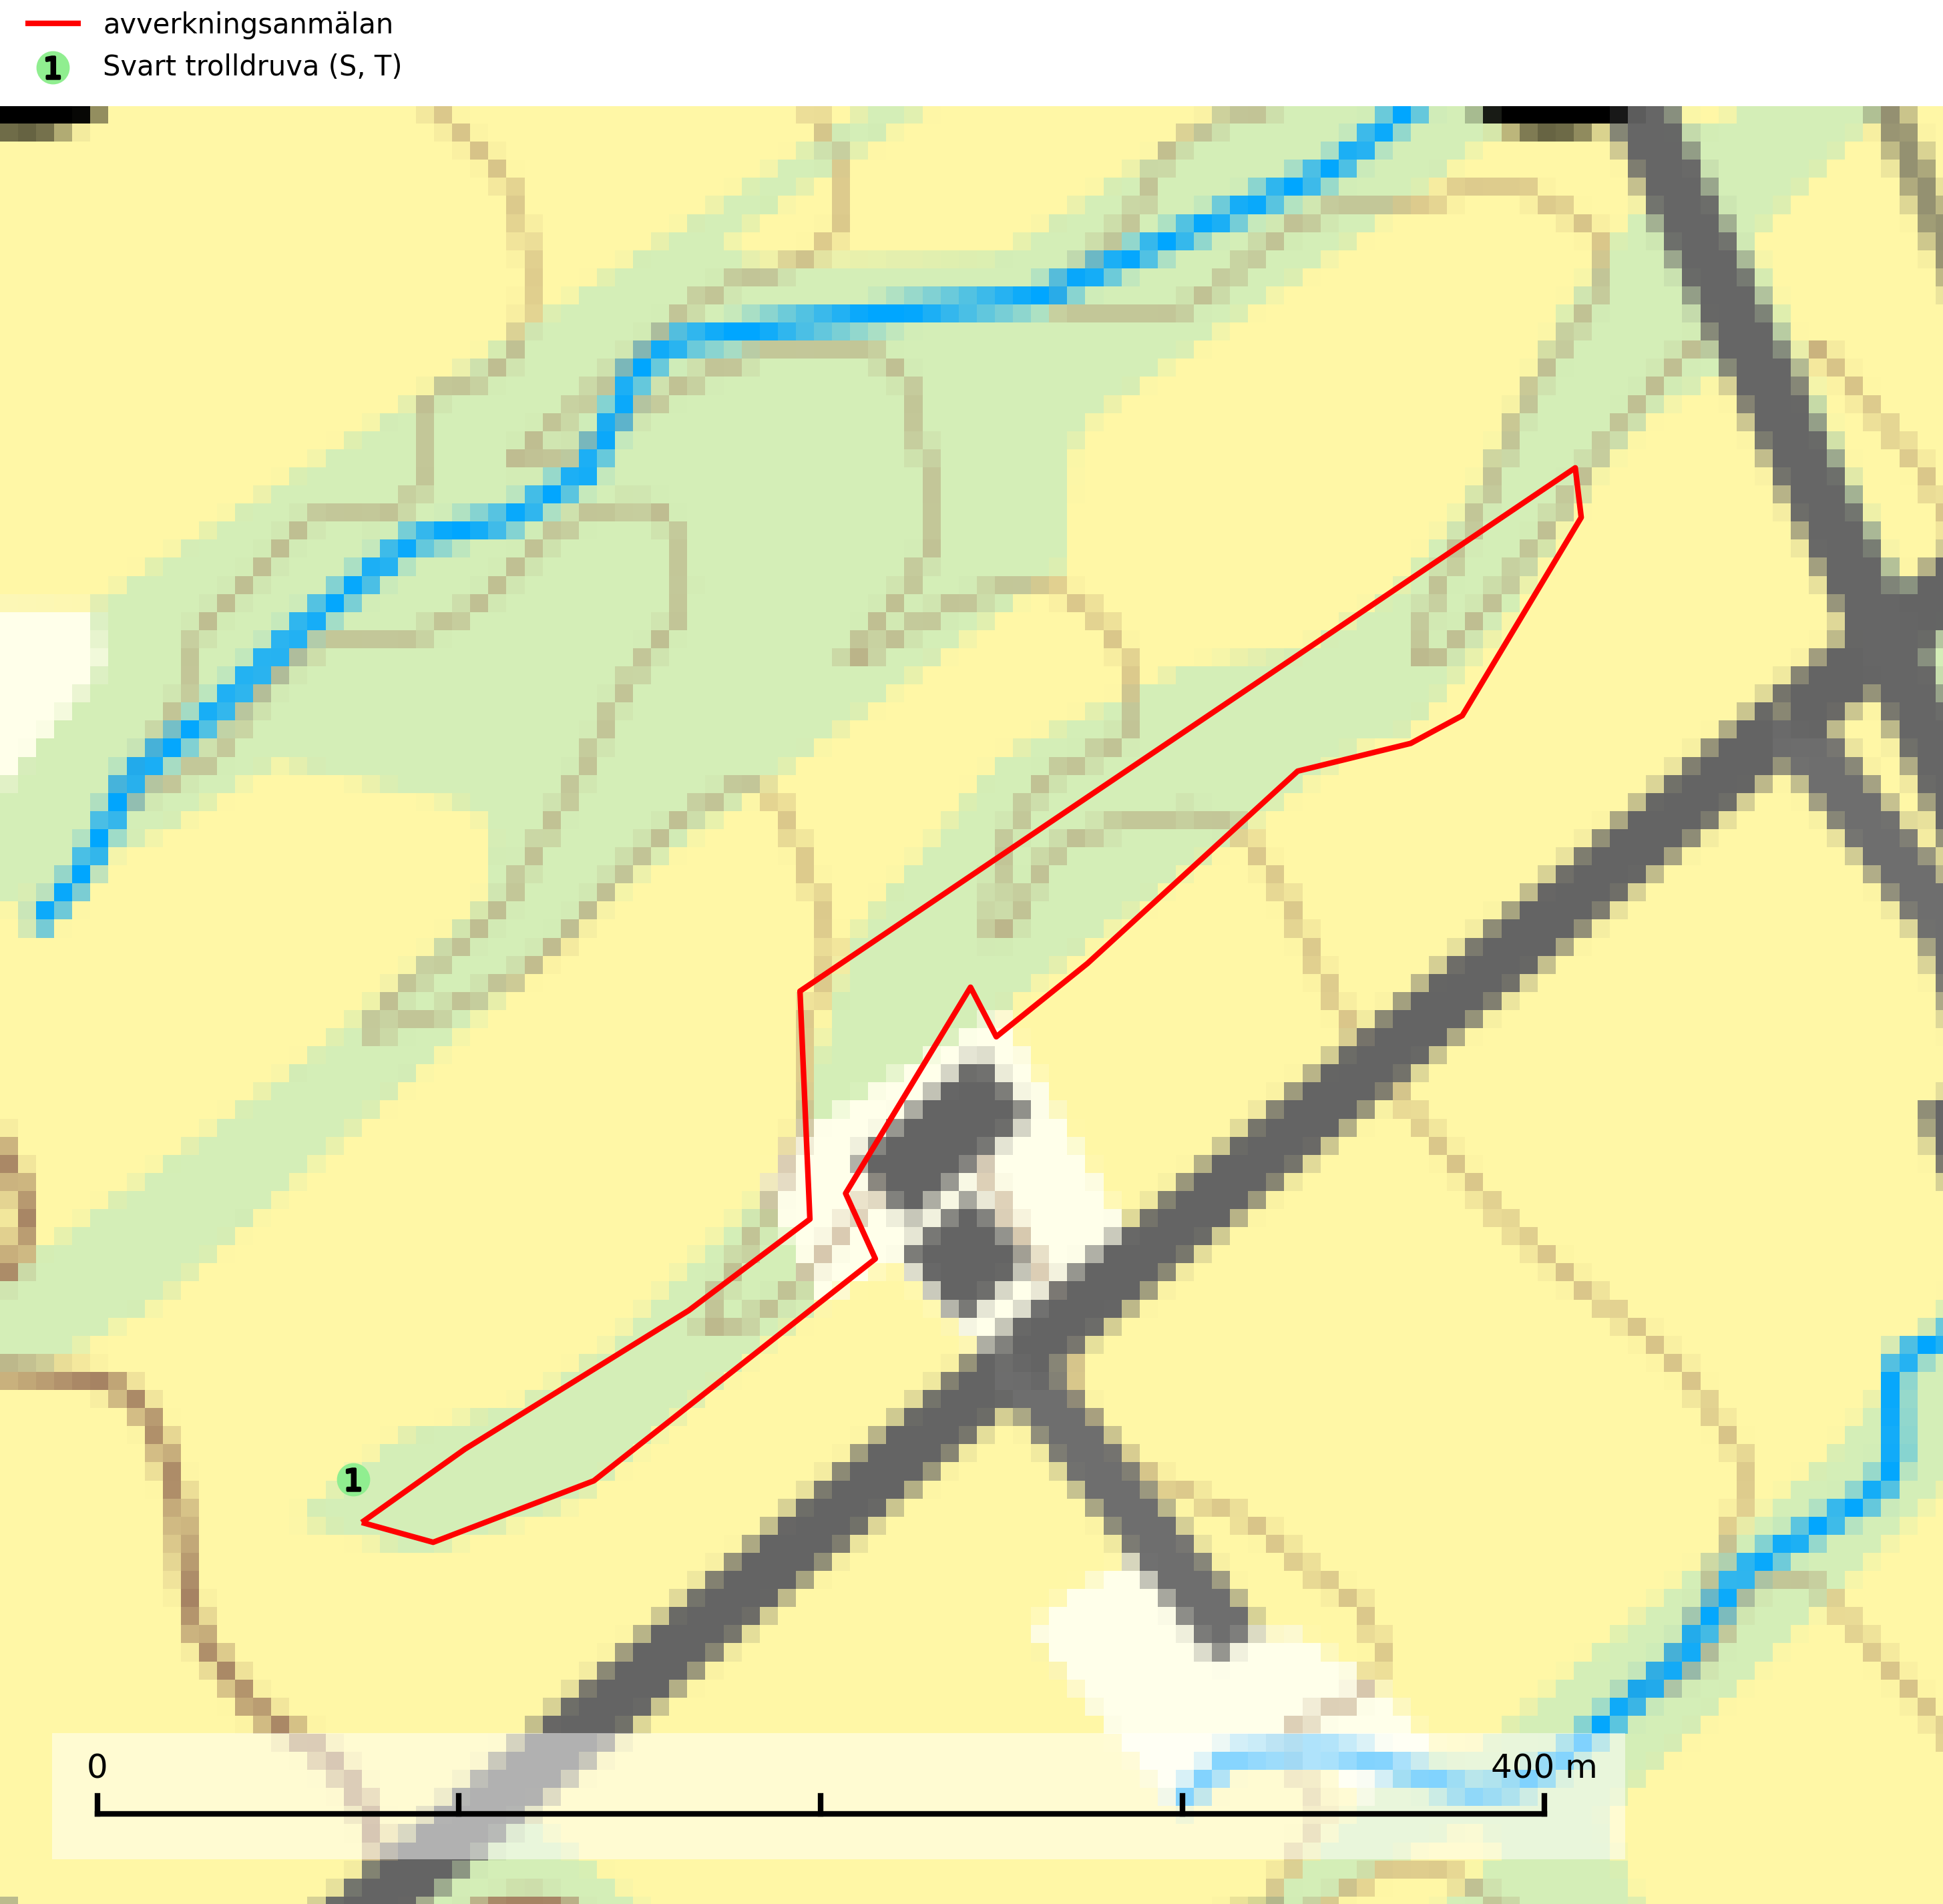 avverkningsanmälan
1 Svart trolldruva (S, T)
1
0 400 m